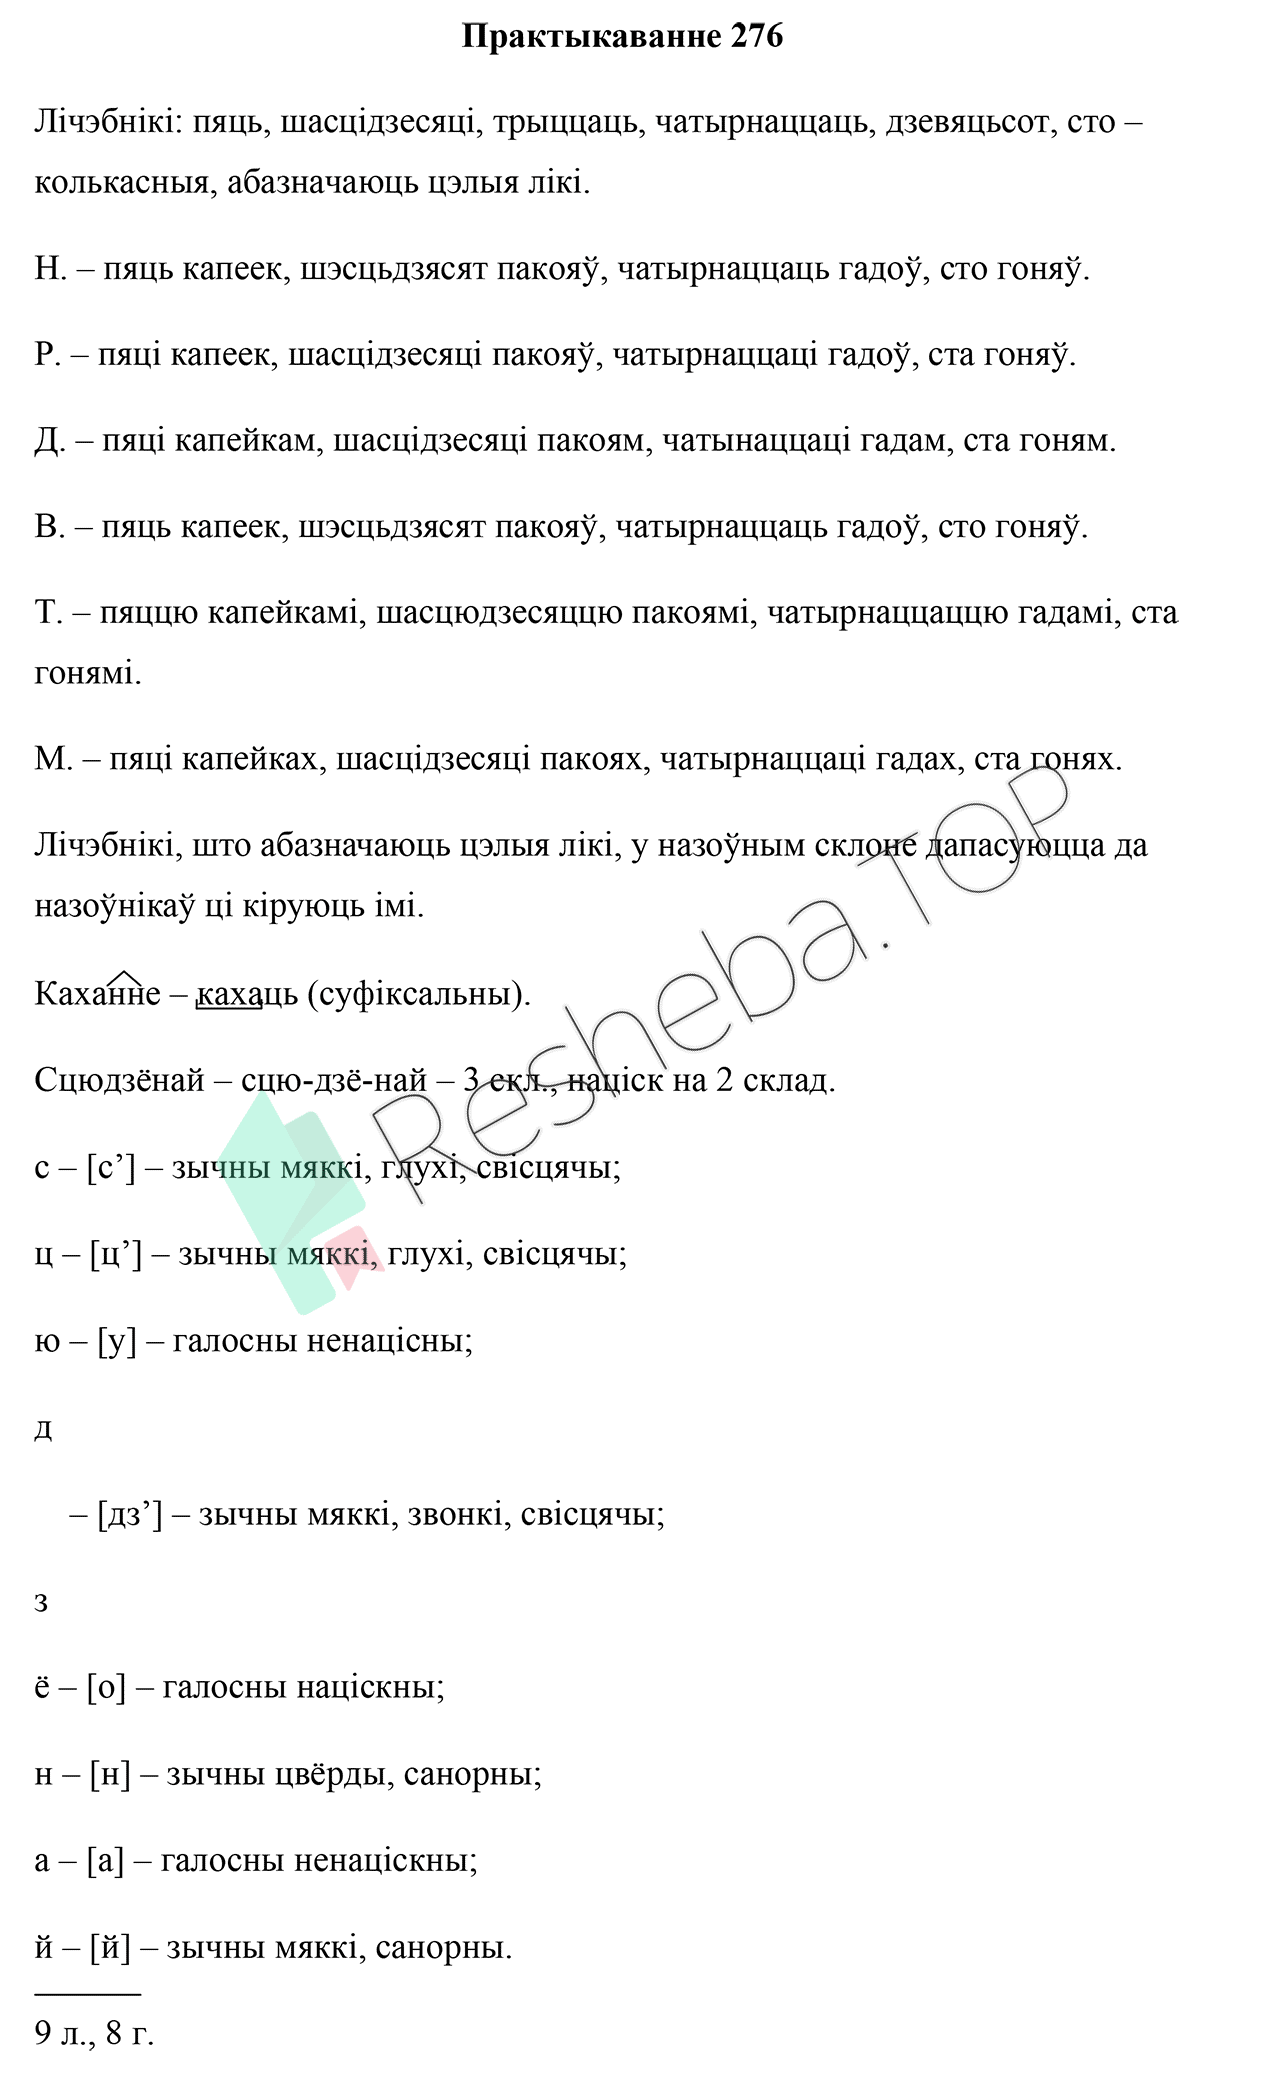 Практыкаванне 276
Лічэбнікі: пяць, шасцідзесяці, трыццаць, чатырнаццаць, дзевяцьсот, сто –
колькасныя, абазначаюць цэлыя лікі.
Н. – пяць капеек, шэсцьдзясят пакояў, чатырнаццаць гадоў, сто гоняў.
Р. – пяці капеек, шасцідзесяці пакояў, чатырнаццаці гадоў, ста гоняў.
Д. – пяці капейкам, шасцідзесяці пакоям, чатынаццаці гадам, ста гоням.
В. – пяць капеек, шэсцьдзясят пакояў, чатырнаццаць гадоў, сто гоняў.
Т. – пяццю капейкамі, шасцюдзесяццю пакоямі, чатырнаццаццю гадамі, ста
гонямі.
М. – пяці капейках, шасцідзесяці пакоях, чатырнаццаці гадах, ста гонях.
Лічэбнікі, што абазначаюць цэлыя лікі, у назоўным склоне дапасуюцца да
назоўнікаў ці кіруюць імі.
Каханне – кахаць (суфіксальны).
Сцюдзёнай – сцю-дзё-най – 3 скл., націск на 2 склад.
с – [с’] – зычны мяккі, глухі, свісцячы;
ц – [ц’] – зычны мяккі, глухі, свісцячы;
ю – [у] – галосны ненацісны;
д
– [дз’] – зычны мяккі, звонкі, свісцячы;
з
ё – [о] – галосны націскны;
н – [н] – зычны цвёрды, санорны;
а – [а] – галосны ненаціскны;
й – [й] – зычны мяккі, санорны.
9 л., 8 г.
Resheba.TOP